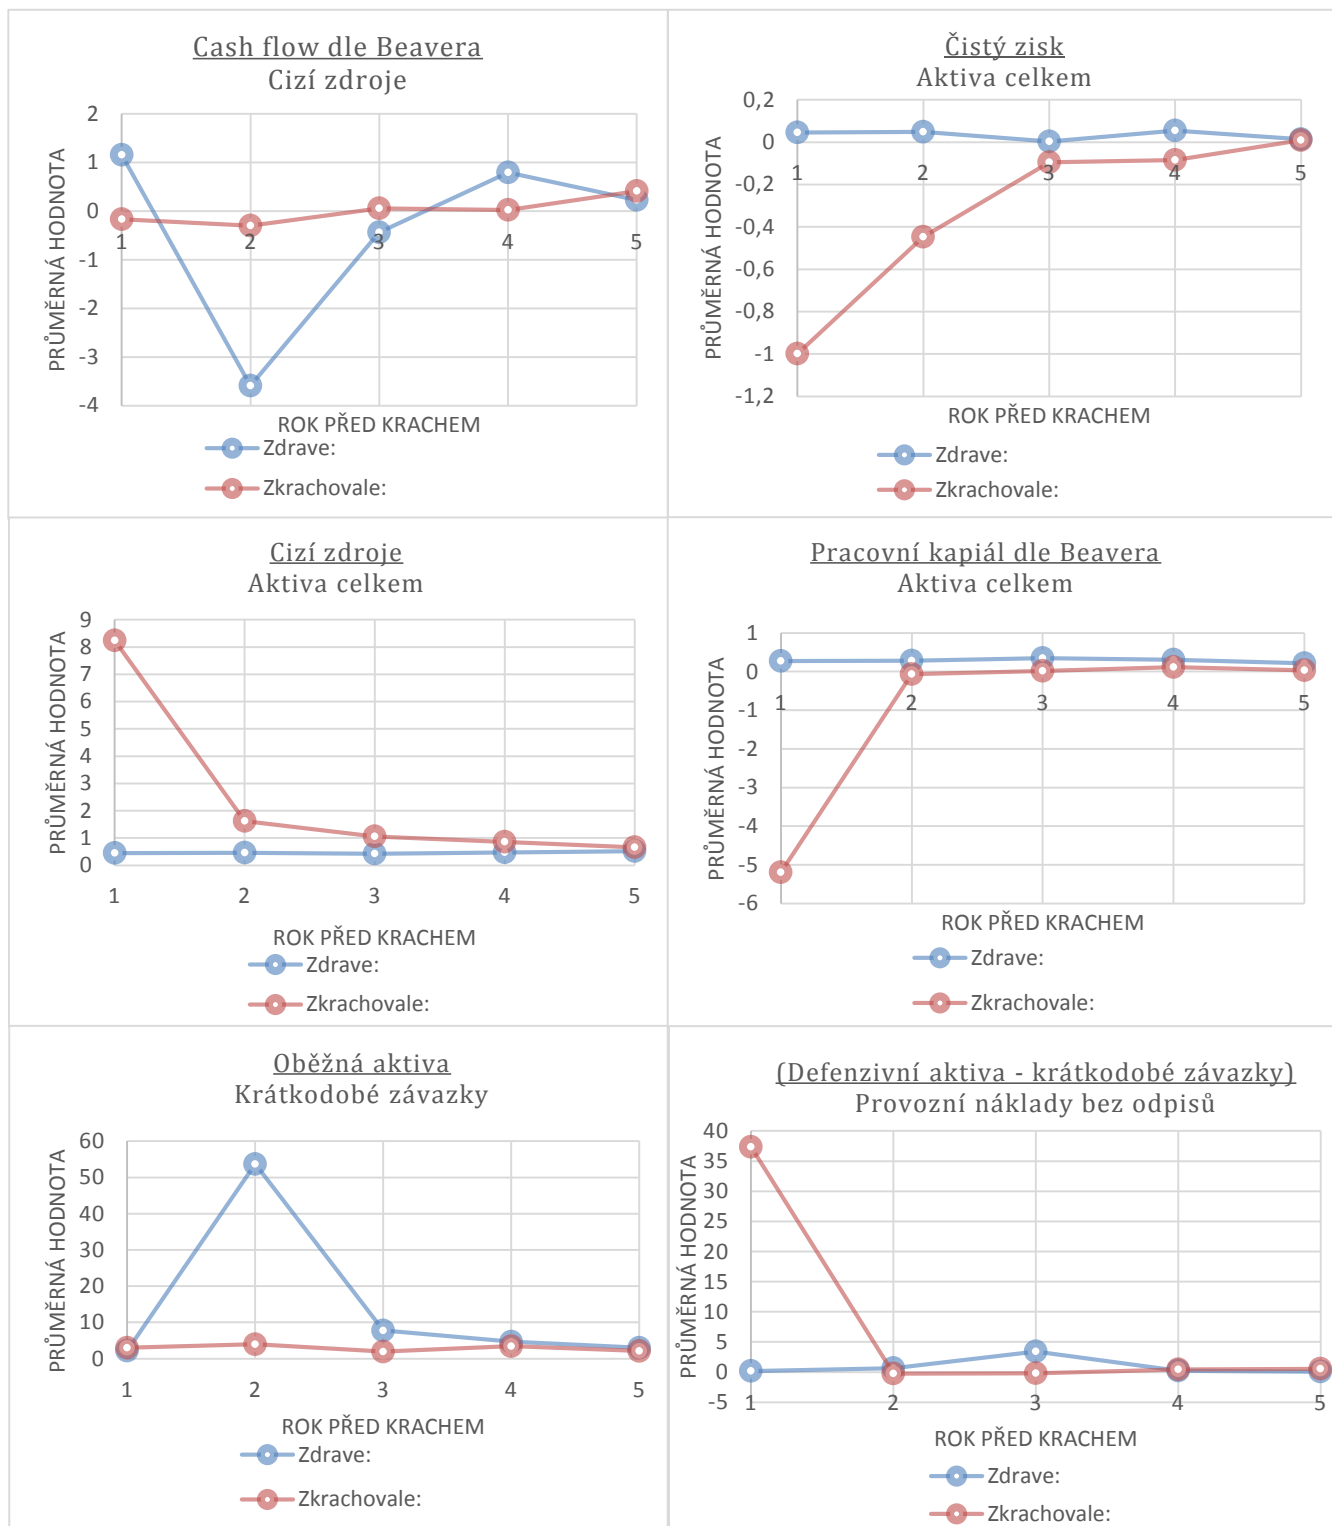 Cash flow dle Beavera
Cizí zdroje
2
1
0
-1
-2
-3
-4
1
2
3
4
5
PRŮMĚRNÁ HODNOTA
ROK PŘED KRACHEM
Zdrave:
Zkrachovale:
Čistý zisk
Aktiva celkem
0,2
0
-0,2
-0,4
-0,6
-0,8
-1
-1,2
1
2
3
4
5
PRŮMĚRNÁ HODNOTA
ROK PŘED KRACHEM
Zdrave:
Zkrachovale:
Cizí zdroje
Aktiva celkem
9
8
7
6
5
4
3
2
1
0
1
2
3
4
5
PRŮMĚRNÁ HODNOTA
ROK PŘED KRACHEM
Zdrave:
Zkrachovale:
Pracovní kapiál dle Beavera
Aktiva celkem
1
0
-1
-2
-3
-4
-5
-6
1
2
3
4
5
PRŮMĚRNÁ HODNOTA
ROK PŘED KRACHEM
Zdrave:
Zkrachovale:
Oběžná aktiva
Krátkodobé závazky
60
50
40
30
20
10
0
1
2
3
4
5
PRŮMĚRNÁ HODNOTA
ROK PŘED KRACHEM
Zdrave:
Zkrachovale:
(Defenzivní aktiva - krátkodobé závazky)
Provozní náklady bez odpisů
40
35
30
25
20
15
10
5
0
-5
1
2
3
4
5
PRŮMĚRNÁ HODNOTA
ROK PŘED KRACHEM
Zdrave:
Zkrachovale: